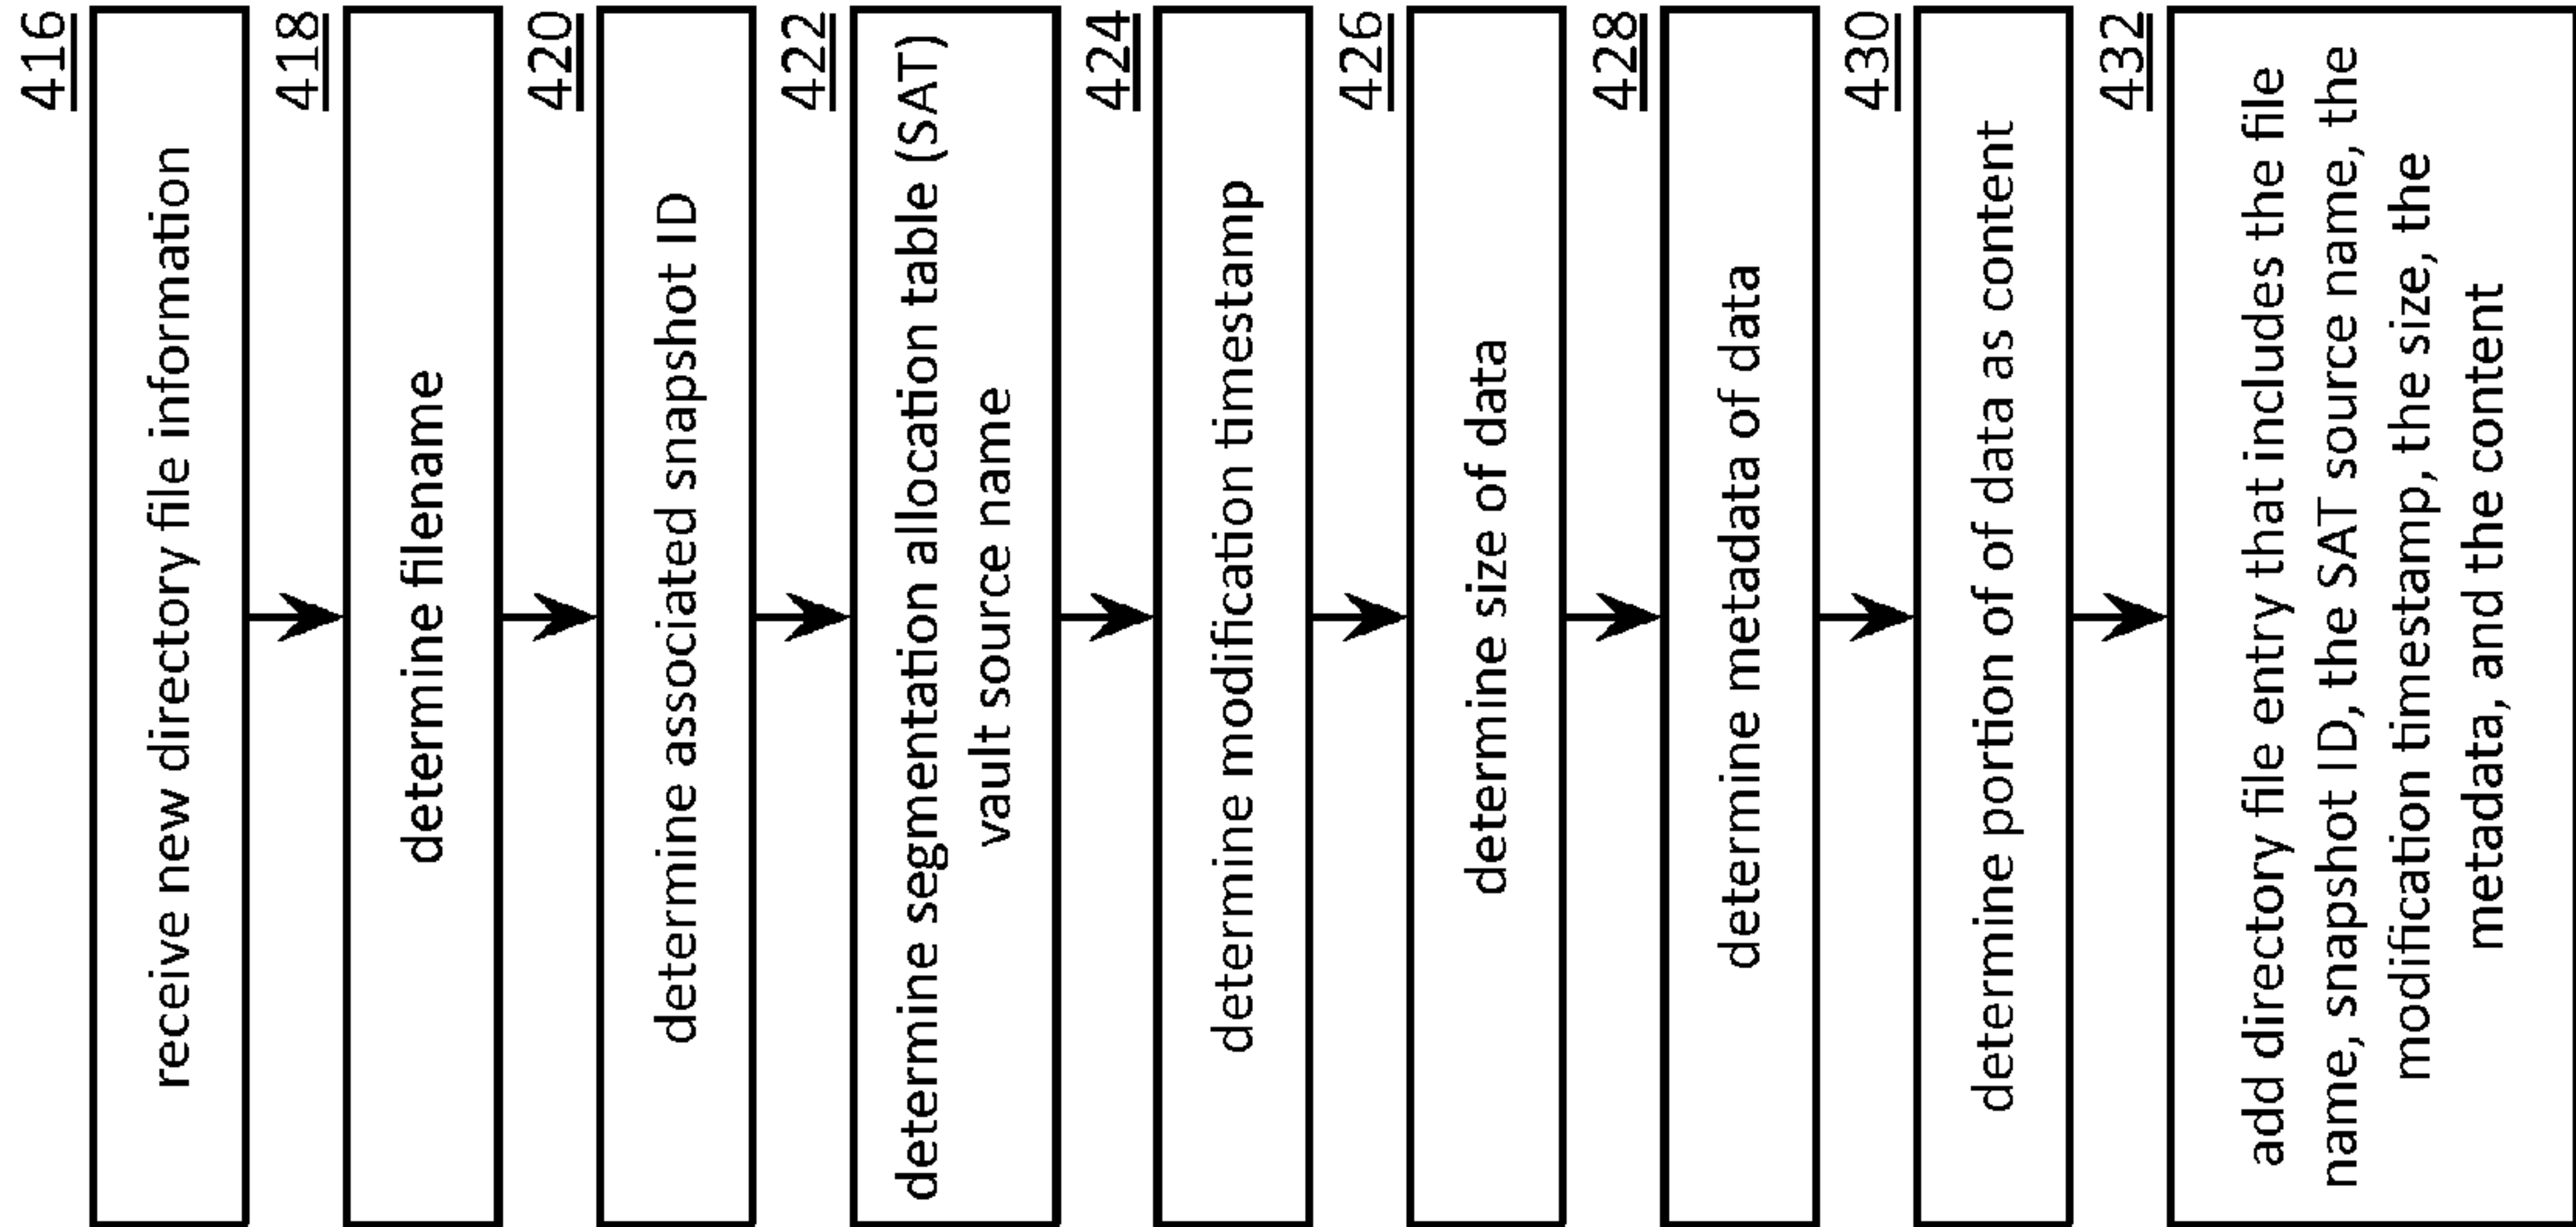 416
receive new directory file information
418
determine filename
420
determine associated snapshot ID
422
determine segmentation allocation table (SAT)
vault source name
424
determine modification timestamp
426
determine size of data
428
determine metadata of data
430
determine portion of of data as content
432
add directory file entry that includes the file
name, snapshot ID, the SAT source name, the
modification timestamp, the size, the
metadata, and the content